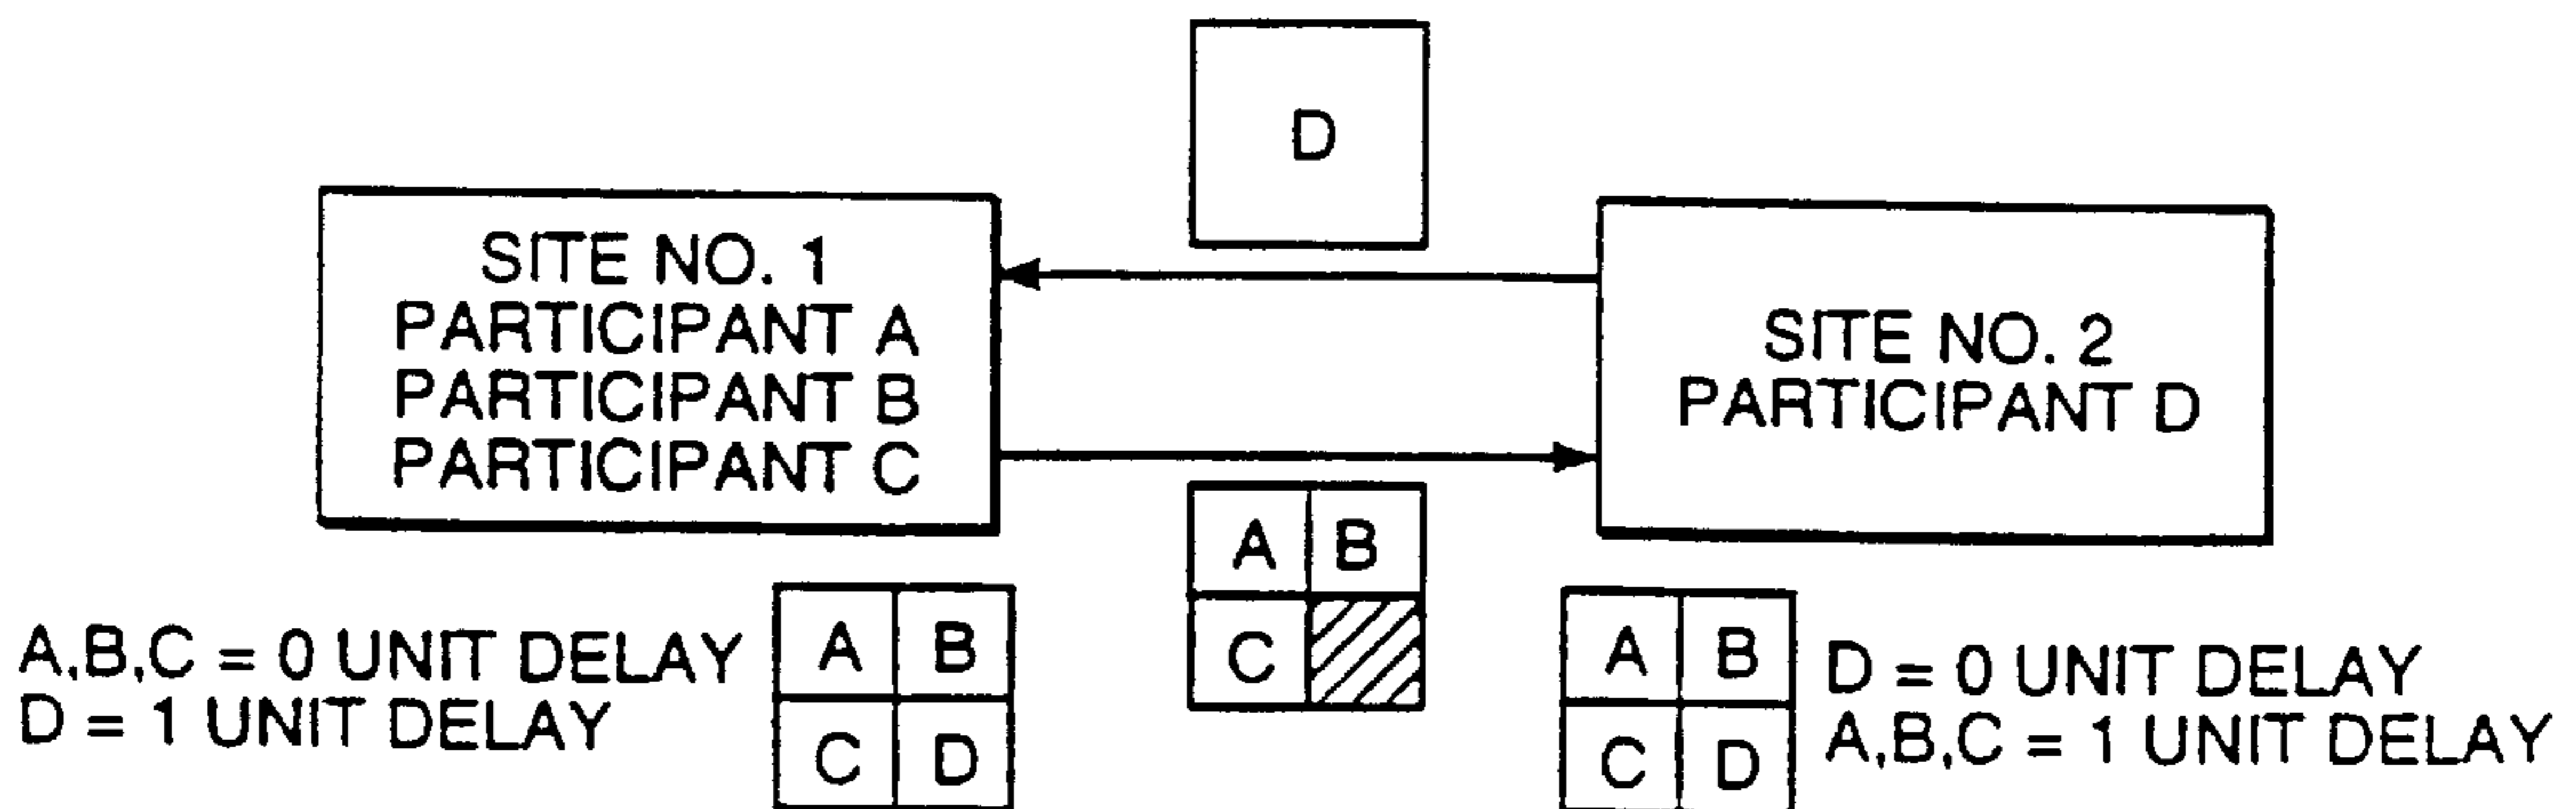 D
SITE NO. 1
PARTICIPANT A
PARTICIPANT B
PARTICIPANT C
SITE NO. 2
PARTICIPANT D
A B
C
A,B,C = 0 UNIT DELAY
D = 1 UNIT DELAY
A B
C D
A B
C D
D = 0 UNIT DELAY
A,B,C = 1 UNIT DELAY